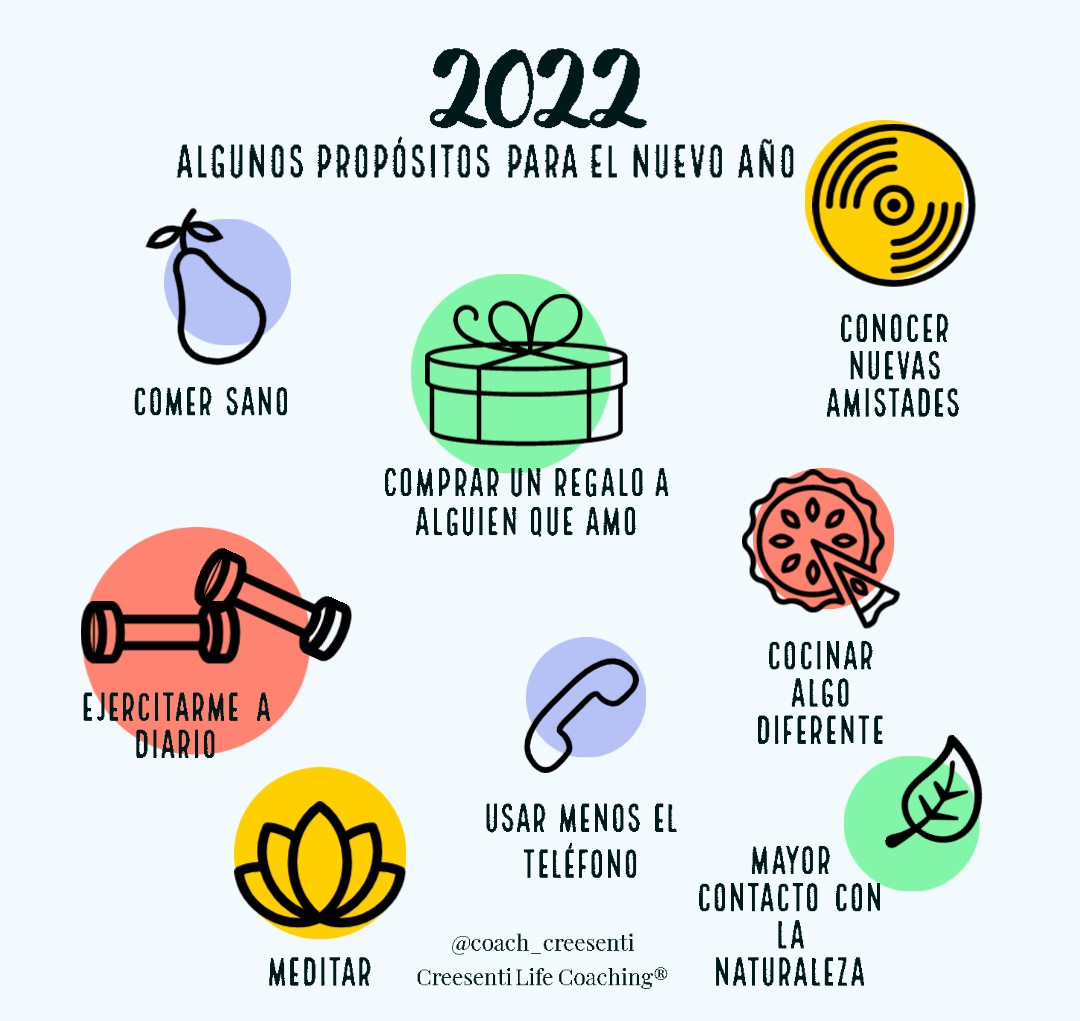 2022
ALGUNOS PROPÓSITOS PARA EL NUEVO AÑO
CONOCER
NUEVAS
AMISTADES
COMER SANO
COMPRAR UN REGALO A
ALGUIEN QUE AMO
COCINAR
ALGO
DIFERENTE
EJERCITARME A
DIARIO
USAR MENOS EL
TELÉFONO
MAYOR
CONTACTO CON
LA
NATURALEZA
MEDITAR
@coach_creesenti
Creesenti Life Coaching®